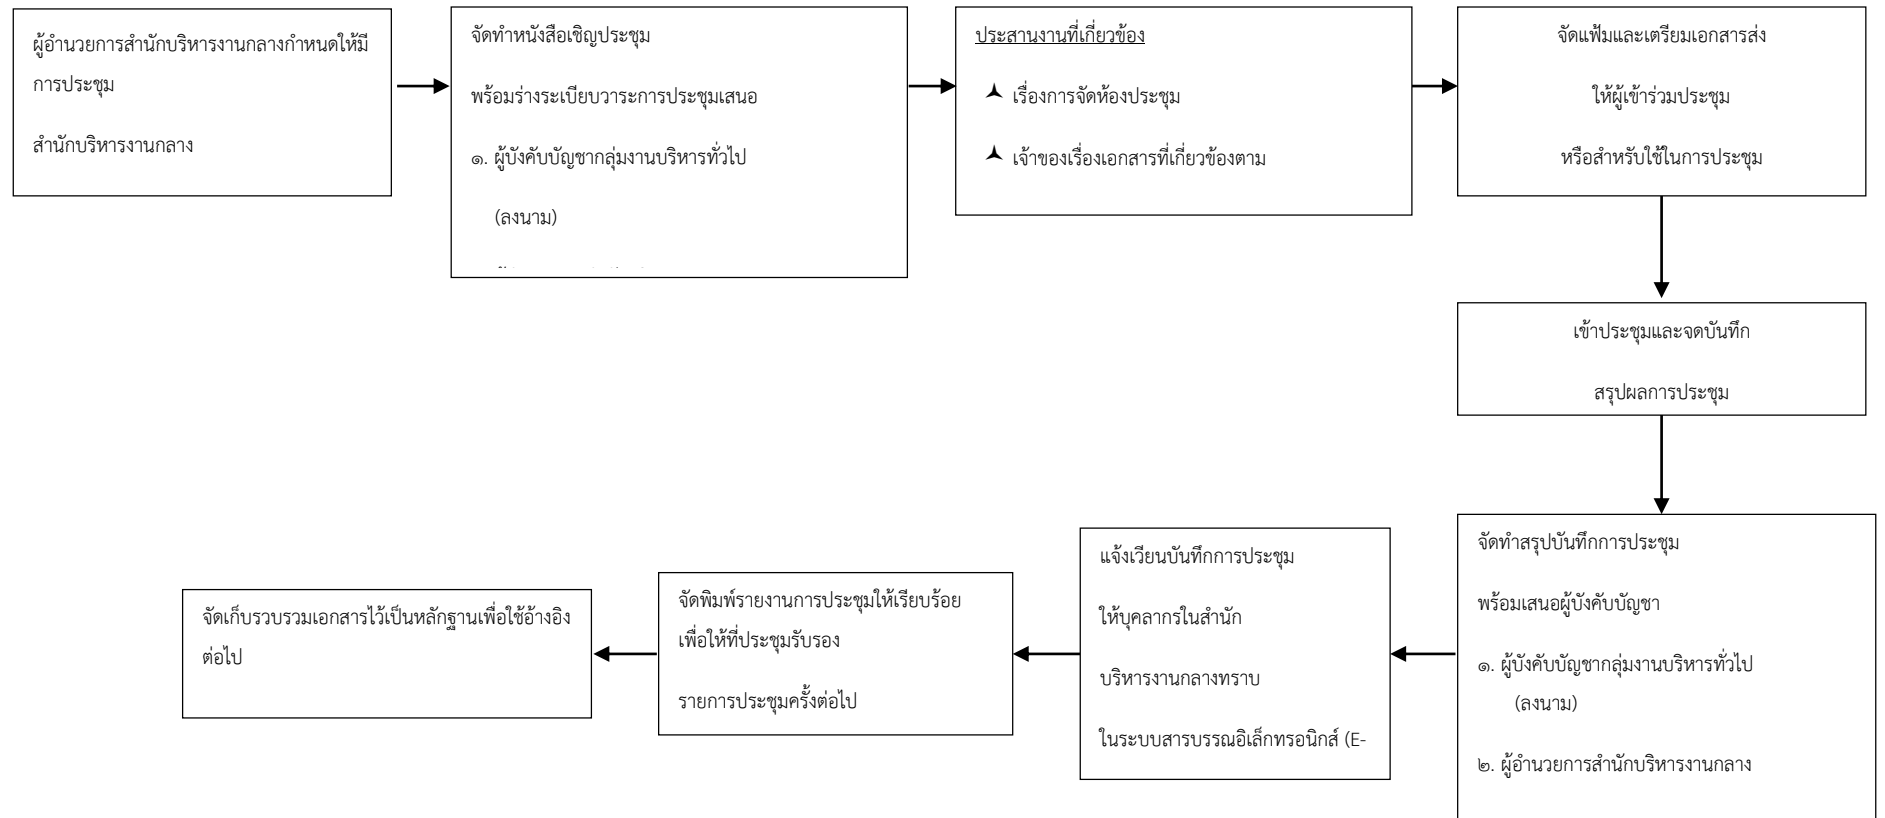 ผู้อำนวยการสำนักบริหารงานกลางกำหนดให้มี
การประชุม
สำนักบริหารงานกลาง
จัดทำหนังสือเชิญประชุม
พร้อมร่างระเบียบวาระการประชุมเสนอ
๑. ผู้บังคับบัญชากลุ่มงานบริหารทั่วไป
(ลงนาม)
ประสานงานที่เกี่ยวข้อง
เรื่องการจัดห้องประชุม
เจ้าของเรื่องเอกสารที่เกี่ยวข้องตาม
จัดแฟ้มและเตรียมเอกสารส่ง
ให้ผู้เข้าร่วมประชุม
หรือสำหรับใช้ในการประชุม
เข้าประชุมและจดบันทึก
สรุปผลการประชุม
จัดทำสรุปบันทึกการประชุม
พร้อมเสนอผู้บังคับบัญชา
๑. ผู้บังคับบัญชากลุ่มงานบริหารทั่วไป
(ลงนาม)
๒. ผู้อำนวยการสำนักบริหารงานกลาง
แจ้งเวียนบันทึกการประชุม
ให้บุคลากรในสำนัก
บริหารงานกลางทราบ
ในระบบสารบรรณอิเล็กทรอนิกส์ (E-
จัดพิมพ์รายงานการประชุมให้เรียบร้อย
เพื่อให้ที่ประชุมรับรอง
รายการประชุมครั้งต่อไป
จัดเก็บรวบรวมเอกสารไว้เป็นหลักฐานเพื่อใช้อ้างอิง
ต่อไป